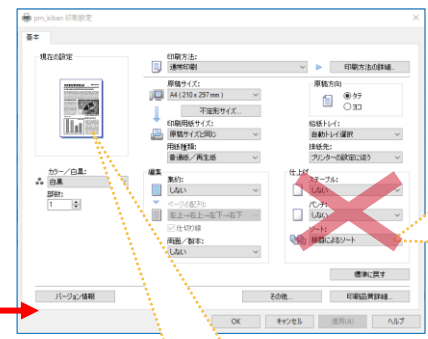 prn_kiban 印刷設定
基本
現在の設定
印刷方法:
通常印刷
印刷方法の詳細...
原稿サイズ:
A4 ( 210 x 297 mm )
不定形サイズ...
原稿方向
タテ
ヨコ
印刷用紙サイズ:
原稿サイズと同じ
給紙トレイ:
自動トレイ選択
用紙種類:
普通紙/再生紙
排紙先:
プリンターの設定に従う
カラー/白黒:
白黒
部数:
1
編集
集約:
しない
ページの配列:
左上→右上→左下→右下
仕切り線
両面/製本:
しない
仕上げ
ステープル:
しない
パンチ:
しない
ソート:
機器によるソート
標準に戻す
バージョン情報
その他...
印刷品質詳細...
OK
キャンセル
適用(A)
ヘルプ